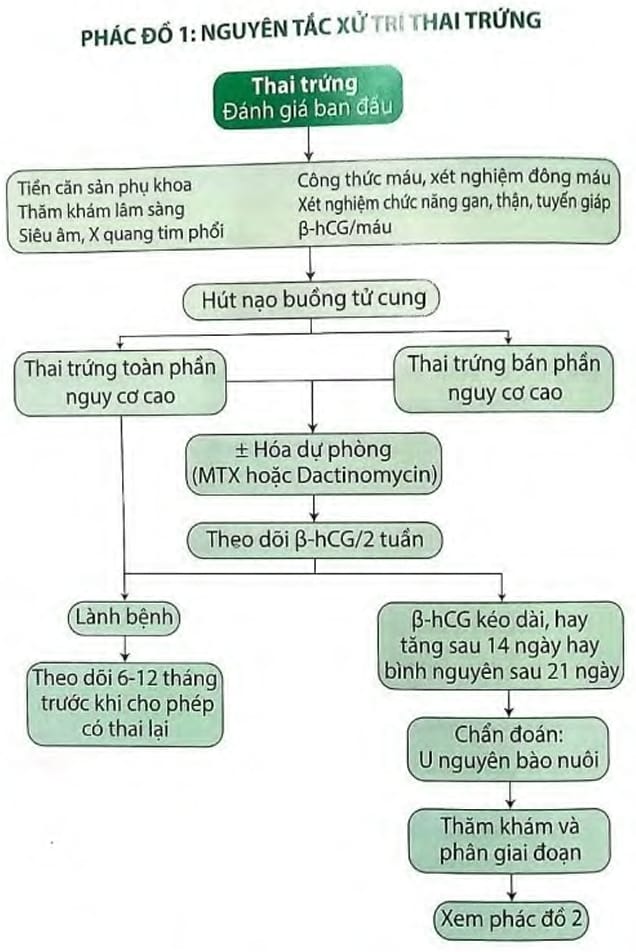 PHÁC ĐỒ 1: NGUYÊN TẮC XỬ TRÍ THAI TRỨNG
Thai trứng
Đánh giá ban đầu
Tiền căn sản phụ khoa
Thăm khám lâm sàng
Siêu âm, X quang tim phổi
Công thức máu, xét nghiệm đông máu
Xét nghiệm chức năng gan, thận, tuyến giáp
β-hCG/máu
Hút nạo buồng tử cung
Thai trứng toàn phần
nguy cơ cao
Thai trứng bán phần
nguy cơ cao
± Hóa dự phòng
(MTX hoặc Dactinomycin)
Theo dõi β-hCG/2 tuần
Lành bệnh
Theo dõi 6-12 tháng
trước khi cho phép
có thai lại
β-hCG kéo dài, hay
tăng sau 14 ngày hay
bình nguyên sau 21 ngày
Chẩn đoán:
U nguyên bào nuôi
Thăm khám và
phân giai đoạn
Xem phác đồ 2